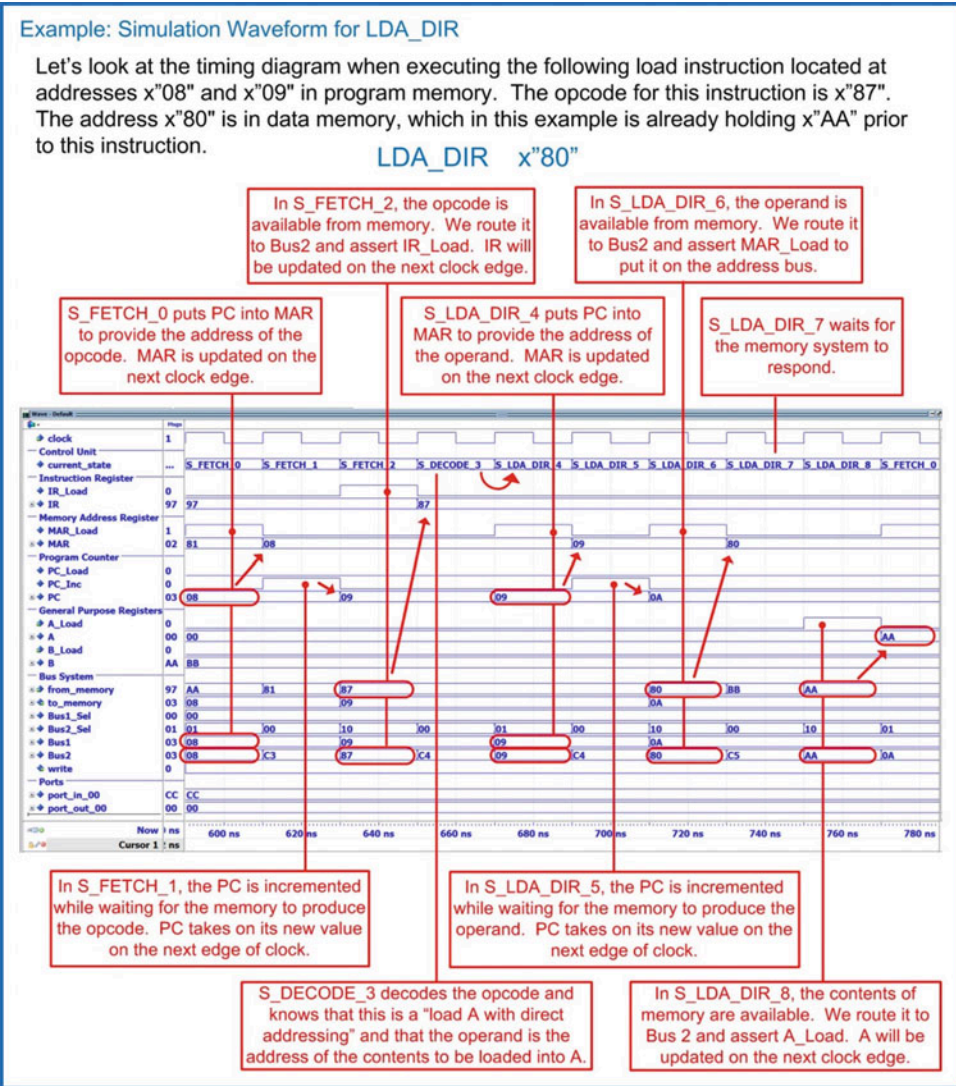 Example: Simulation Waveform for LDA_DIR
Let’s look at the timing diagram when executing the following load instruction located at
addresses x”08" and x”09" in program memory. The opcode for this instruction is x”87".
The address x”80" is in data memory, which in this example is already holding x”AA” prior
to this instruction.
LDA_DIR x”80”
In S_FETCH_2, the opcode is
available from memory. We route it
to Bus2 and assert IR_Load. IR will
be updated on the next clock edge.
In S_LDA_DIR_6, the operand is
available from memory. We route it
to Bus2 and assert MAR_Load to
put it on the address bus.
S_FETCH_0 puts PC into MAR
to provide the address of the
opcode. MAR is updated on the
next clock edge.
S_LDA_DIR_4 puts PC into
MAR to provide the address of
the operand. MAR is updated
on the next clock edge.
S_LDA_DIR_7 waits for
the memory system to
respond.
Wave - Default
Msgs
clock 1
Control Unit
current_state ... S_FETCH_0 S_FETCH_1 S_FETCH_2 S_DECODE_3 S_LDA_DIR_4 S_LDA_DIR_5 S_LDA_DIR_6 S_LDA_DIR_7 S_LDA_DIR_8 S_FETCH_0
Instruction Register
IR_Load 0
IR 97 97 87
Memory Address Register
MAR_Load 1
MAR 02 81 08 09 80
Program Counter
PC_Load 0
PC_Inc 0
PC 03 08 09 09 0A
General Purpose Registers
A_Load 0
A 00 00 AA
B_Load 0
B AA BB
Bus System
from_memory 97 AA 81 87 80 BB AA
to_memory 03 08 09 0A
Bus1_Sel 00 00
Bus2_Sel 01 01 00 10 00 01 00 10 00 10 01
Bus1 03 08 09 09 0A
Bus2 03 08 C3 87 C4 09 C4 80 C5 AA 0A
write 0
Ports
port_in_00 CC CC
port_out_00 00 00
Now ns 600 ns 620 ns 640 ns 660 ns 680 ns 700 ns 720 ns 740 ns 760 ns 780 ns
Cursor 1 ns
In S_FETCH_1, the PC is incremented
while waiting for the memory to produce
the opcode. PC takes on its new value
on the next edge of clock.
In S_LDA_DIR_5, the PC is incremented
while waiting for the memory to produce the
operand. PC takes on its new value on the
next edge of clock.
S_DECODE_3 decodes the opcode and
knows that this is a “load A with direct
addressing” and that the operand is the
address of the contents to be loaded into A.
In S_LDA_DIR_8, the contents of
memory are available. We route it to
Bus 2 and assert A_Load. A will be
updated on the next clock edge.